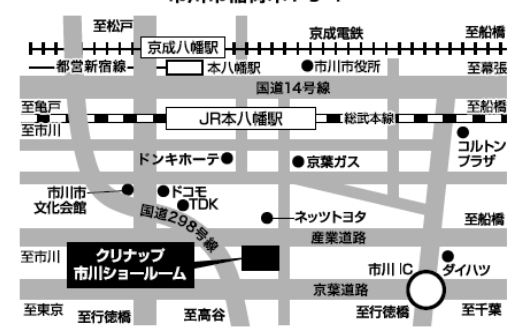 至松戸
京成電鉄
至船橋
京成八幡駅
都営新宿線
本八幡駅
市川市役所
至幕張
国道14号線
至亀戸
至船橋
JR本八幡駅
総武本線
至市川
コルトン
プラザ
ドンキホーテ
京葉ガス
市川市
文化会館
ドコモ
TDK
国道298号線
ネッツトヨタ
至船橋
産業道路
至市川
クリナップ
市川ショールーム
市川IC
ダイハツ
京葉道路
至東京
至行徳橋
至高谷
至行徳橋
至千葉